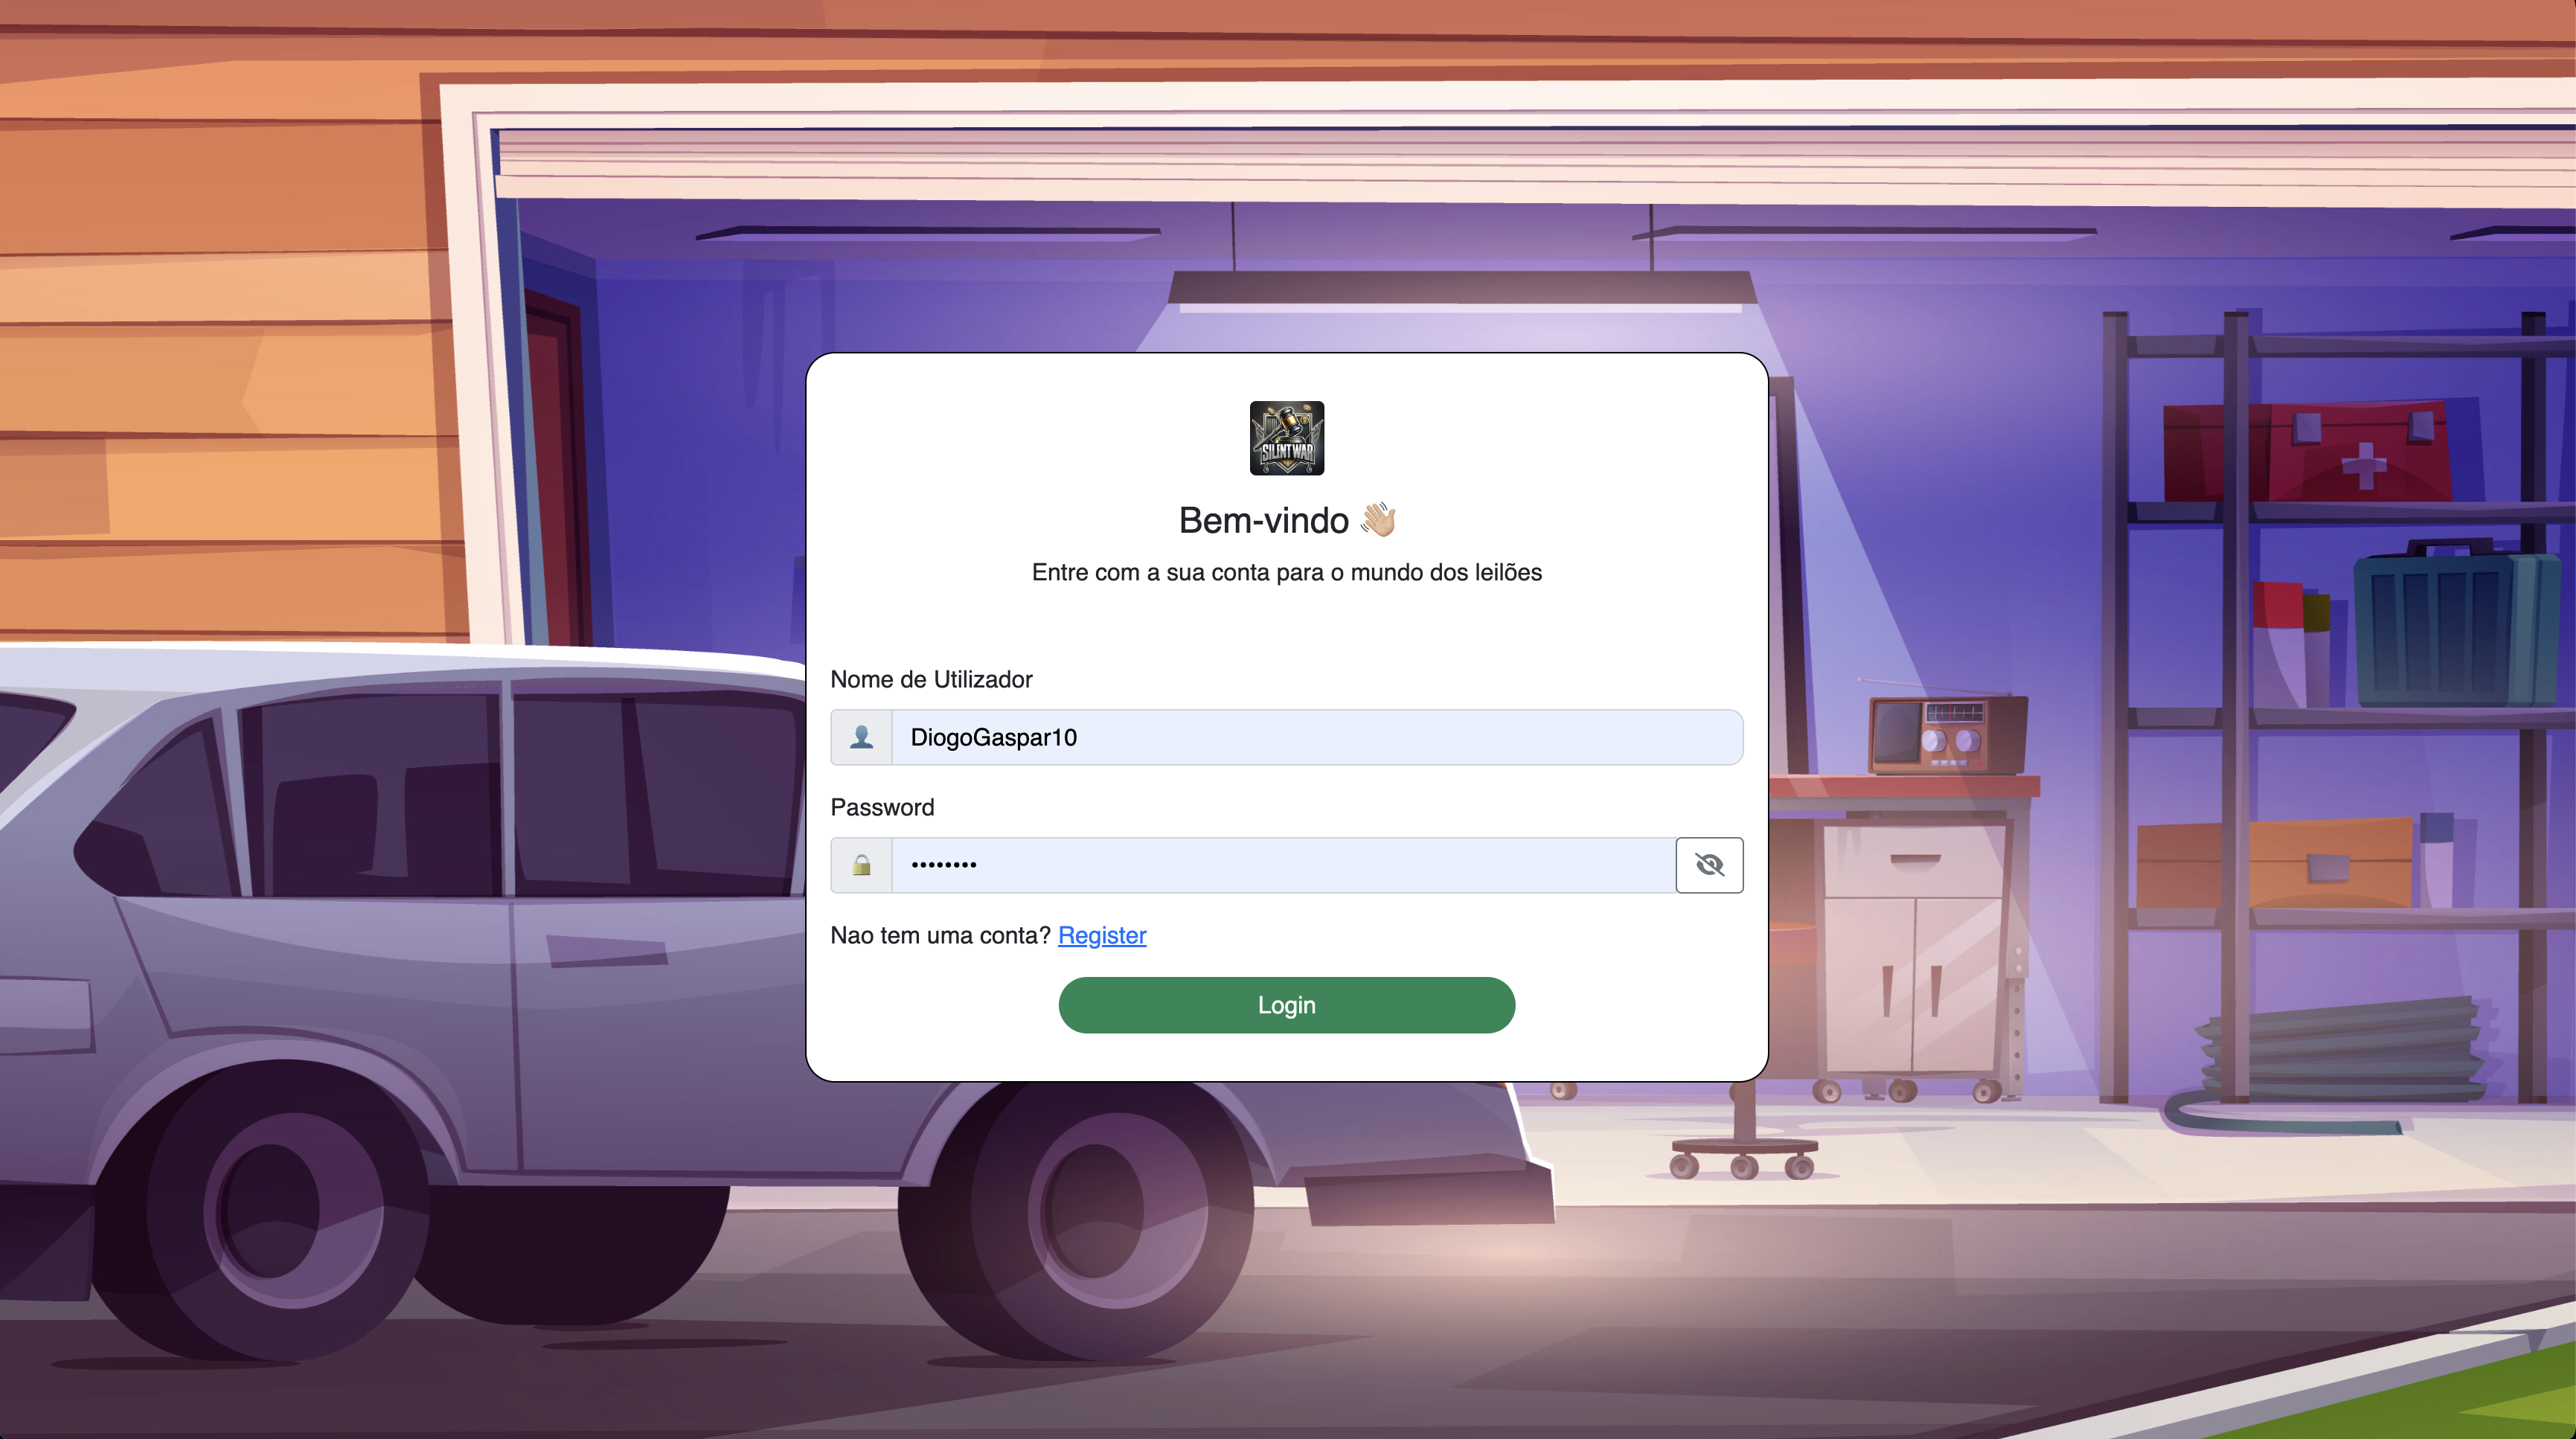 SILENT WAR
Bem-vindo 👋🏼
Entre com a sua conta para o mundo dos leilões
Nome de Utilizador
DiogoGaspar10
Password
••••••••
Nao tem uma conta? Register
Login